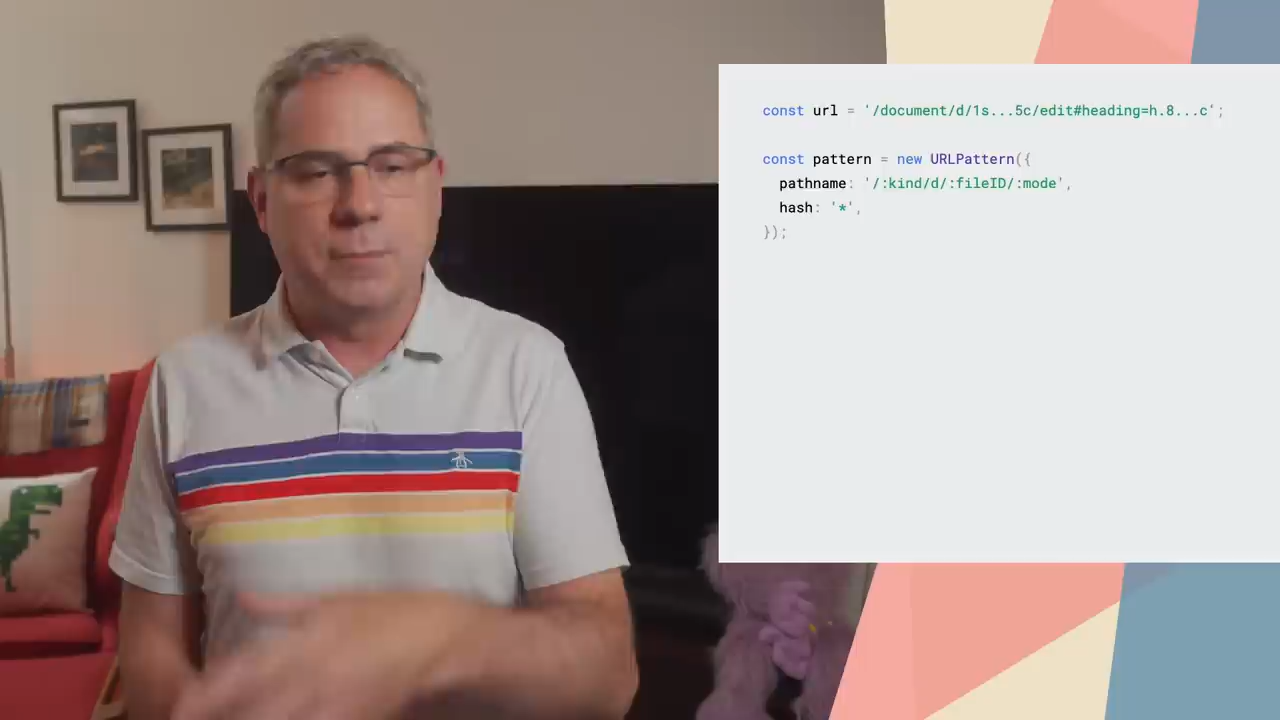 const url = '/document/d/1s...5c/edit#heading=h.8...c';
const pattern = new URLPattern({
pathname: '/:kind/d/:fileID/:mode',
hash: '*',
});